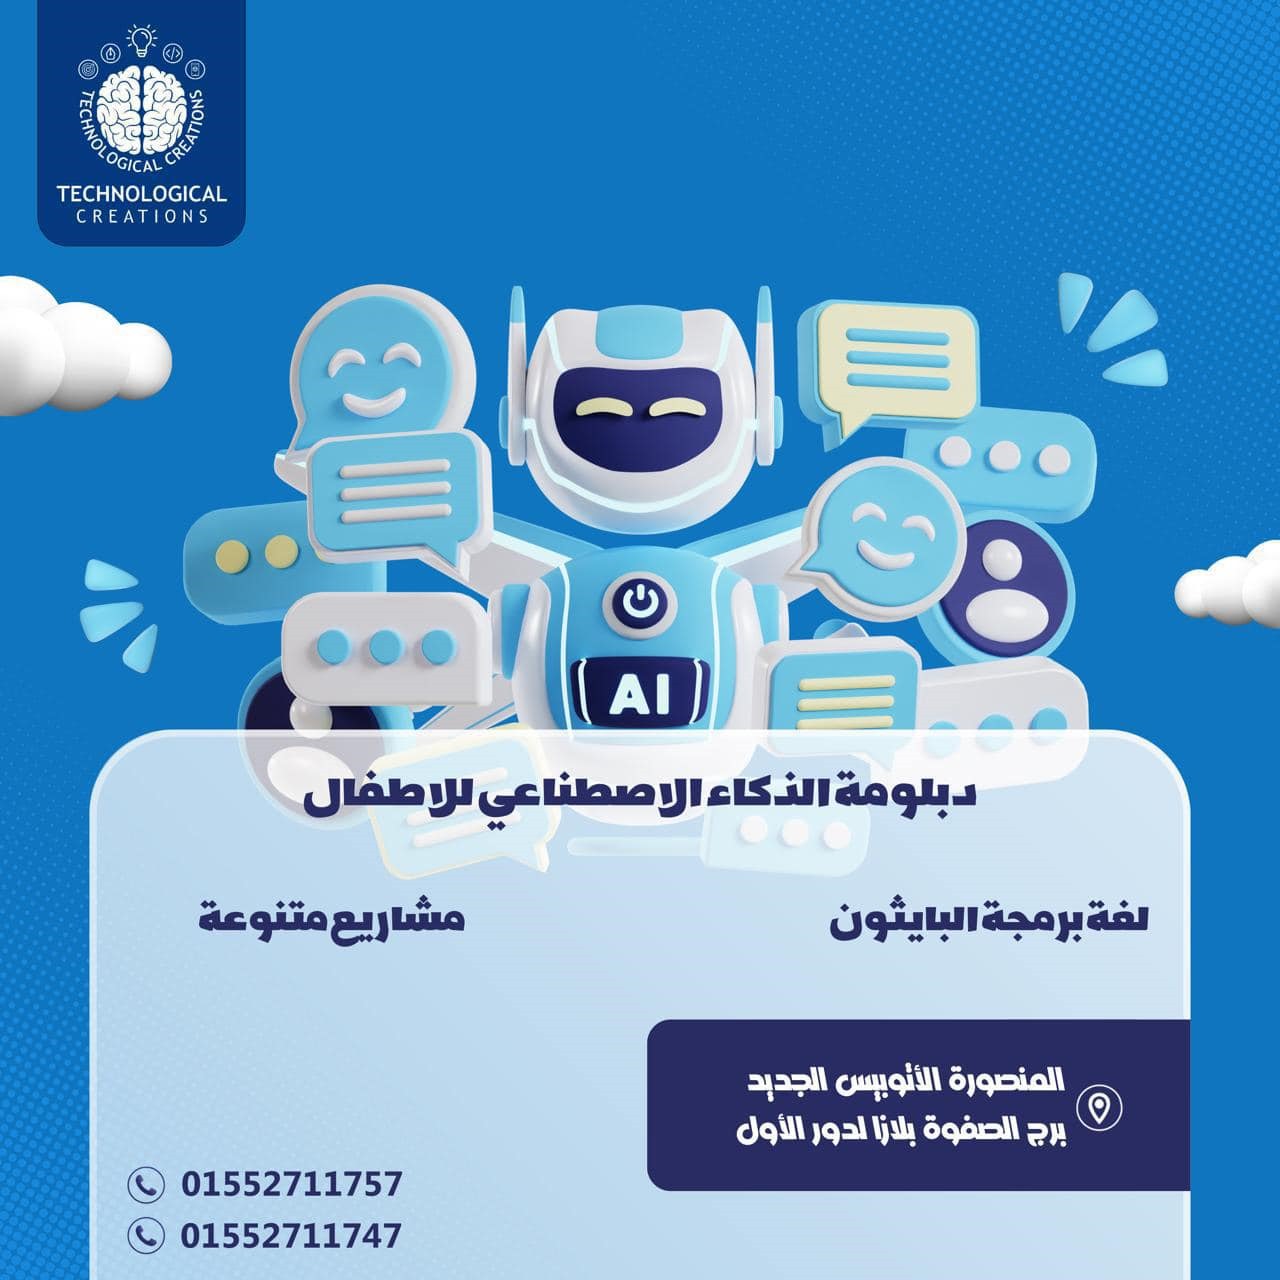 TECHNOLOGICAL CREATIONS
TECHNOLOGICAL
CREATIONS
AI
دبلومة الذكاء الاصطناعي للاطفال
لغة برمجة البايثون
مشاريع متنوعة
المنصورة الأتوبيس الجديد
برج الصفوة بلازا لدور الأول
01552711757
01552711747